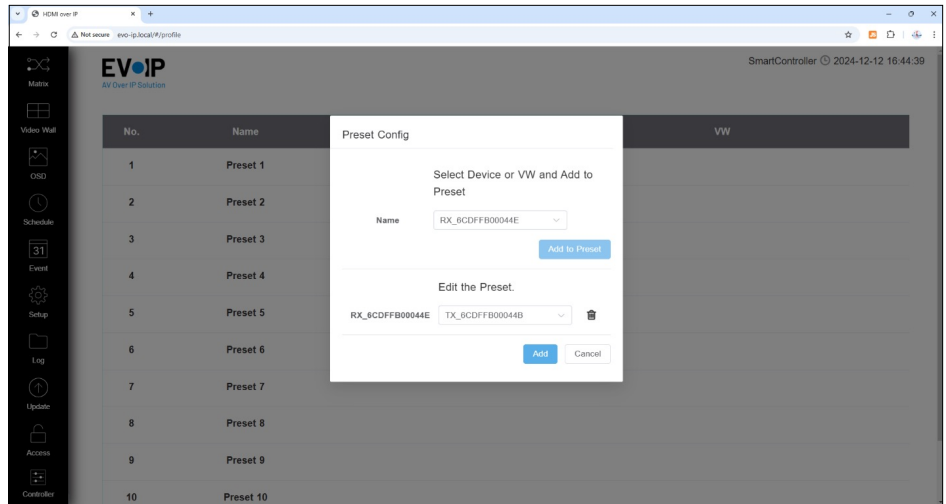 HDMI over IP
Not secure evo-ip.local/#/profile
SmartController 2024-12-12 16:44:39
EVOIP
AV Over IP Solution
Matrix
Video Wall
OSD
Schedule
31
Event
Setup
Log
Update
Access
Controller
No. Name VW
1 Preset 1
2 Preset 2
3 Preset 3
4 Preset 4
5 Preset 5
6 Preset 6
7 Preset 7
8 Preset 8
9 Preset 9
10 Preset 10
Preset Config
Select Device or VW and Add to
Preset
Name RX_6CDFFB00044E
Add to Preset
Edit the Preset.
RX_6CDFFB00044E TX_6CDFFB00044B
Add Cancel